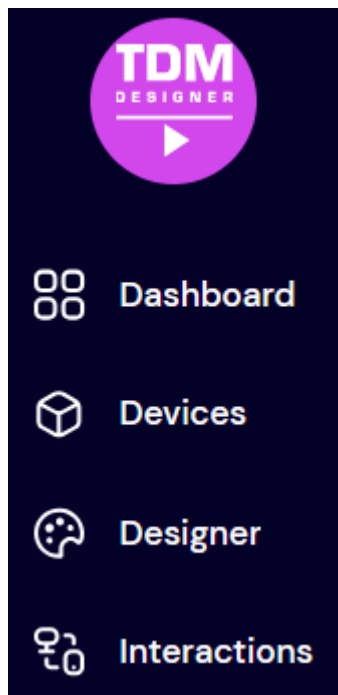 TDM
DESIGNER
Dashboard
Devices
Designer
Interactions